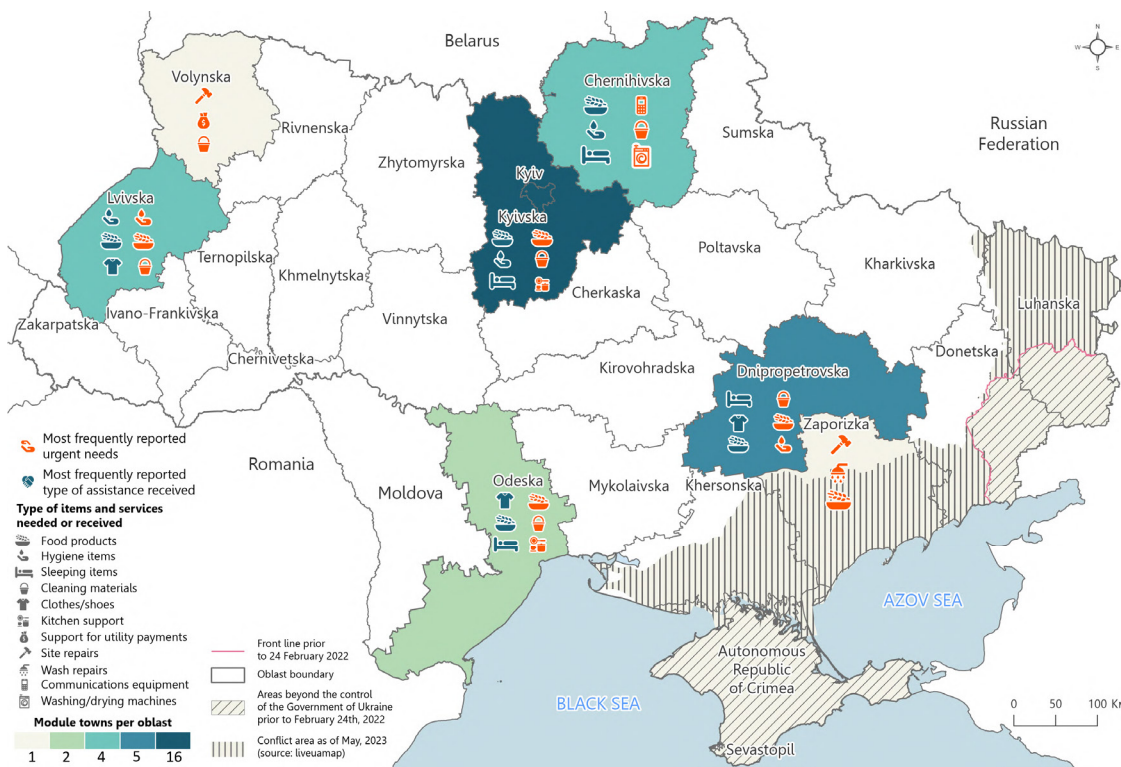 Belarus
N
W
E
S
Volynska
Chernihivska
Rivnenska
Sumska
Russian
Federation
Zhytomyrska
Kyiv
Lvivska
Kyivska
Poltavska
Ternopilska
Kharkivska
Khmelnytska
Cherkaska
Luhanska
Ivano-Frankivska
Zakarpatska
Vinnytska
Chernivetska
Donetska
Kirovohradska
Dnipropetrovska
Zaporizka
Romania
Moldova
Odeska
Mykolaivska
Khersonska
AZOV SEA
Autonomous
Republic
of Crimea
BLACK SEA
Sevastopil
Most frequently reported
urgent needs
Most frequently reported
type of assistance received
Type of items and services
needed or received
Food products
Hygiene items
Sleeping items
Cleaning materials
Clothes/shoes
Kitchen support
Support for utility payments
Site repairs
Wash repairs
Communications equipment
Washing/drying machines
Module towns per oblast
1 2 4 5 16
Front line prior
to 24 February 2022
Oblast boundary
Areas beyond the control
of the Government of Ukraine
prior to February 24th, 2022
Conflict area as of May, 2023
(source: liveuamap)
0 50 100 K